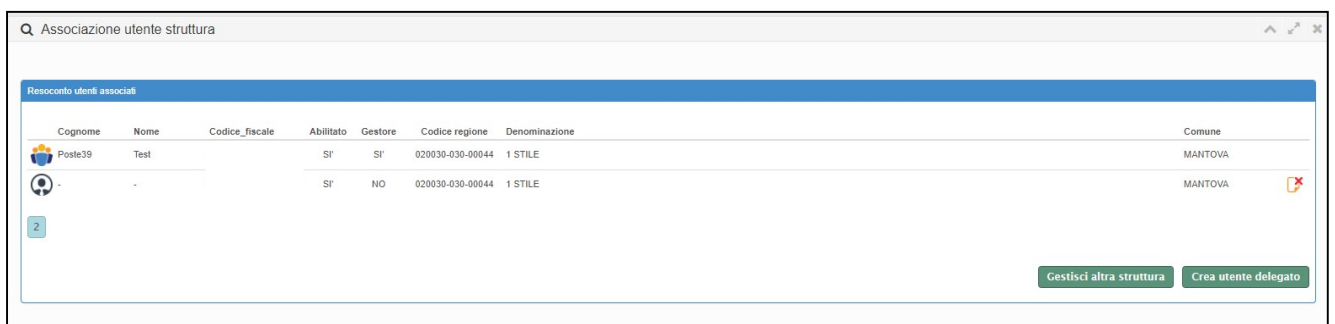 Associazione utente struttura
Resoconto utenti associati
Cognome Nome Codice_fiscale Abilitato Gestore Codice regione Denominazione Comune
Poste39 Test SI' SI' 020030-030-00044 1 STILE MANTOVA
- - SI' NO 020030-030-00044 1 STILE MANTOVA
2
Gestisci altra struttura Crea utente delegato